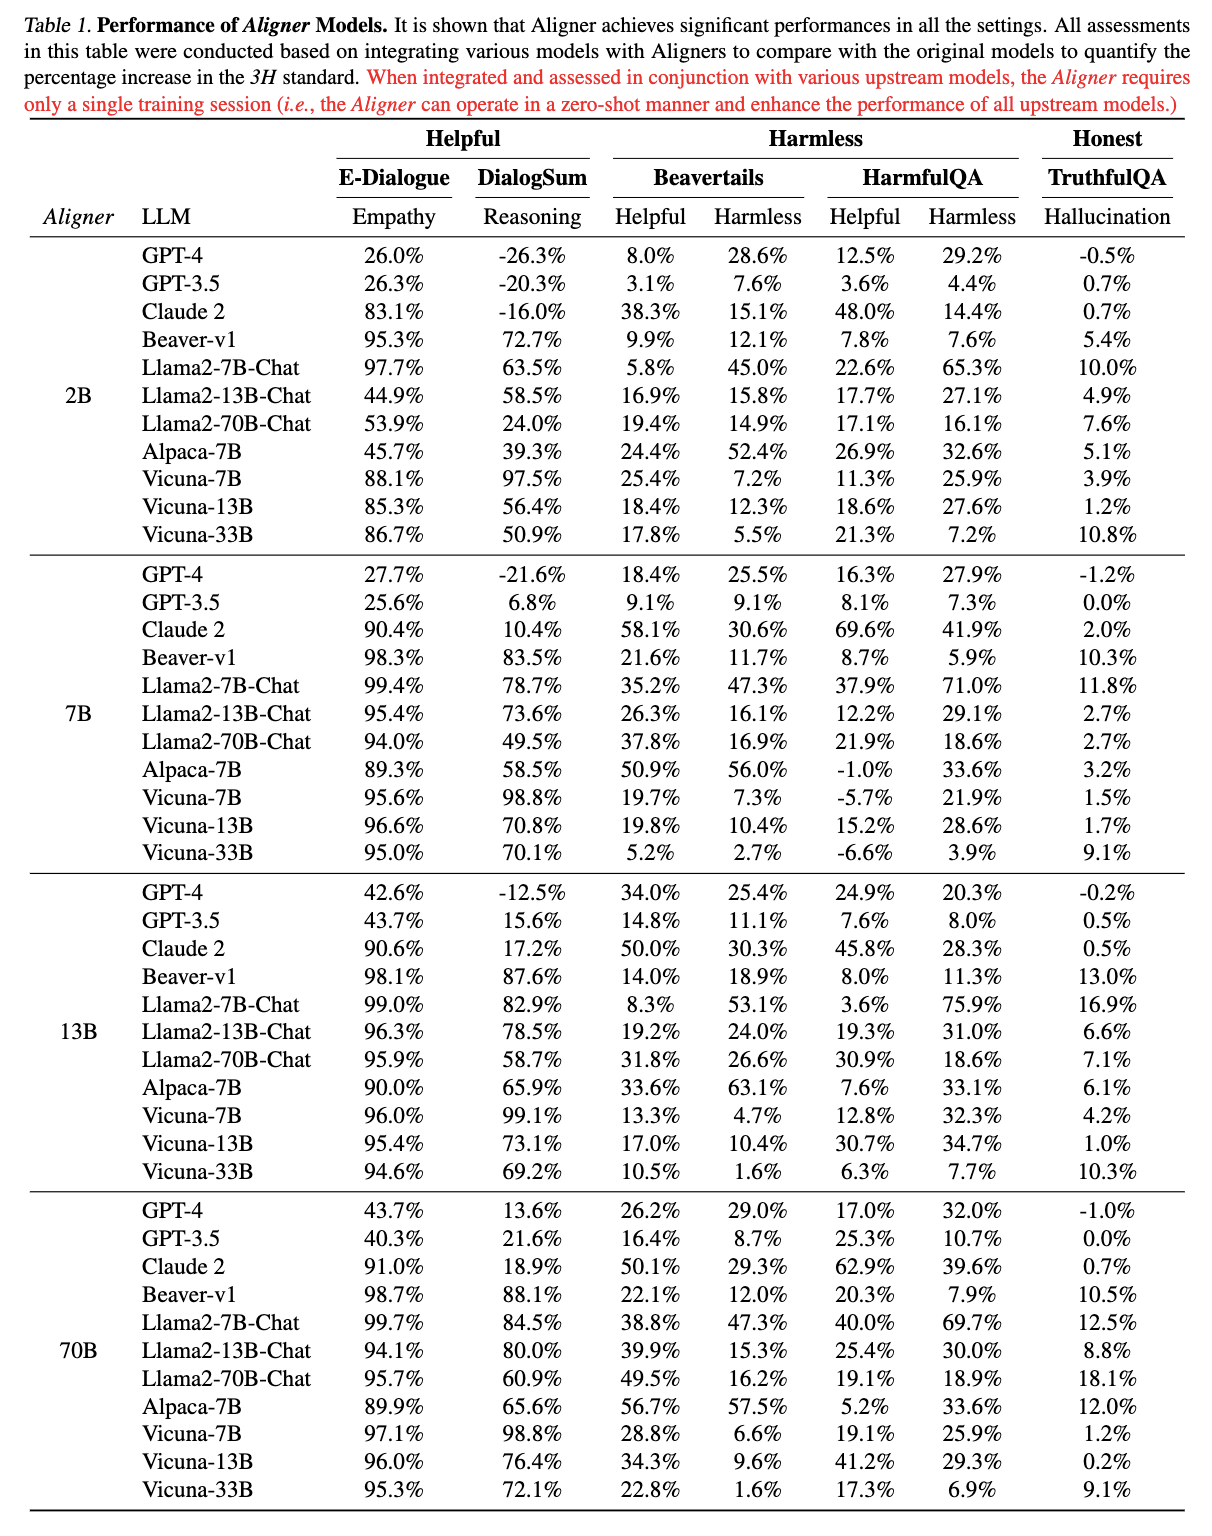 Table 1. Performance of Aligner Models. It is shown that Aligner achieves significant performances in all the settings. All assessments
in this table were conducted based on integrating various models with Aligners to compare with the original models to quantify the
percentage increase in the 3H standard. When integrated and assessed in conjunction with various upstream models, the Aligner requires
only a single training session (i.e., the Aligner can operate in a zero-shot manner and enhance the performance of all upstream models.)
Helpful Harmless Honest
E-Dialogue DialogSum Beavertails HarmfulQA TruthfulQA
Aligner LLM Empathy Reasoning Helpful Harmless Helpful Harmless Hallucination
GPT-4 26.0% -26.3% 8.0% 28.6% 12.5% 29.2% -0.5%
GPT-3.5 26.3% -20.3% 3.1% 7.6% 3.6% 4.4% 0.7%
Claude 2 83.1% -16.0% 38.3% 15.1% 48.0% 14.4% 0.7%
Beaver-v1 95.3% 72.7% 9.9% 12.1% 7.8% 7.6% 5.4%
Llama2-7B-Chat 97.7% 63.5% 5.8% 45.0% 22.6% 65.3% 10.0%
2B Llama2-13B-Chat 44.9% 58.5% 16.9% 15.8% 17.7% 27.1% 4.9%
Llama2-70B-Chat 53.9% 24.0% 19.4% 14.9% 17.1% 16.1% 7.6%
Alpaca-7B 45.7% 39.3% 24.4% 52.4% 26.9% 32.6% 5.1%
Vicuna-7B 88.1% 97.5% 25.4% 7.2% 11.3% 25.9% 3.9%
Vicuna-13B 85.3% 56.4% 18.4% 12.3% 18.6% 27.6% 1.2%
Vicuna-33B 86.7% 50.9% 17.8% 5.5% 21.3% 7.2% 10.8%
GPT-4 27.7% -21.6% 18.4% 25.5% 16.3% 27.9% -1.2%
GPT-3.5 25.6% 6.8% 9.1% 9.1% 8.1% 7.3% 0.0%
Claude 2 90.4% 10.4% 58.1% 30.6% 69.6% 41.9% 2.0%
Beaver-v1 98.3% 83.5% 21.6% 11.7% 8.7% 5.9% 10.3%
Llama2-7B-Chat 99.4% 78.7% 35.2% 47.3% 37.9% 71.0% 11.8%
7B Llama2-13B-Chat 95.4% 73.6% 26.3% 16.1% 12.2% 29.1% 2.7%
Llama2-70B-Chat 94.0% 49.5% 37.8% 16.9% 21.9% 18.6% 2.7%
Alpaca-7B 89.3% 58.5% 50.9% 56.0% -1.0% 33.6% 3.2%
Vicuna-7B 95.6% 98.8% 19.7% 7.3% -5.7% 21.9% 1.5%
Vicuna-13B 96.6% 70.8% 19.8% 10.4% 15.2% 28.6% 1.7%
Vicuna-33B 95.0% 70.1% 5.2% 2.7% -6.6% 3.9% 9.1%
GPT-4 42.6% -12.5% 34.0% 25.4% 24.9% 20.3% -0.2%
GPT-3.5 43.7% 15.6% 14.8% 11.1% 7.6% 8.0% 0.5%
Claude 2 90.6% 17.2% 50.0% 30.3% 45.8% 28.3% 0.5%
Beaver-v1 98.1% 87.6% 14.0% 18.9% 8.0% 11.3% 13.0%
Llama2-7B-Chat 99.0% 82.9% 8.3% 53.1% 3.6% 75.9% 16.9%
13B Llama2-13B-Chat 96.3% 78.5% 19.2% 24.0% 19.3% 31.0% 6.6%
Llama2-70B-Chat 95.9% 58.7% 31.8% 26.6% 30.9% 18.6% 7.1%
Alpaca-7B 90.0% 65.9% 33.6% 63.1% 7.6% 33.1% 6.1%
Vicuna-7B 96.0% 99.1% 13.3% 4.7% 12.8% 32.3% 4.2%
Vicuna-13B 95.4% 73.1% 17.0% 10.4% 30.7% 34.7% 1.0%
Vicuna-33B 94.6% 69.2% 10.5% 1.6% 6.3% 7.7% 10.3%
GPT-4 43.7% 13.6% 26.2% 29.0% 17.0% 32.0% -1.0%
GPT-3.5 40.3% 21.6% 16.4% 8.7% 25.3% 10.7% 0.0%
Claude 2 91.0% 18.9% 50.1% 29.3% 62.9% 39.6% 0.7%
Beaver-v1 98.7% 88.1% 22.1% 12.0% 20.3% 7.9% 10.5%
Llama2-7B-Chat 99.7% 84.5% 38.8% 47.3% 40.0% 69.7% 12.5%
70B Llama2-13B-Chat 94.1% 80.0% 39.9% 15.3% 25.4% 30.0% 8.8%
Llama2-70B-Chat 95.7% 60.9% 49.5% 16.2% 19.1% 18.9% 18.1%
Alpaca-7B 89.9% 65.6% 56.7% 57.5% 5.2% 33.6% 12.0%
Vicuna-7B 97.1% 98.8% 28.8% 6.6% 19.1% 25.9% 1.2%
Vicuna-13B 96.0% 76.4% 34.3% 9.6% 41.2% 29.3% 0.2%
Vicuna-33B 95.3% 72.1% 22.8% 1.6% 17.3% 6.9% 9.1%